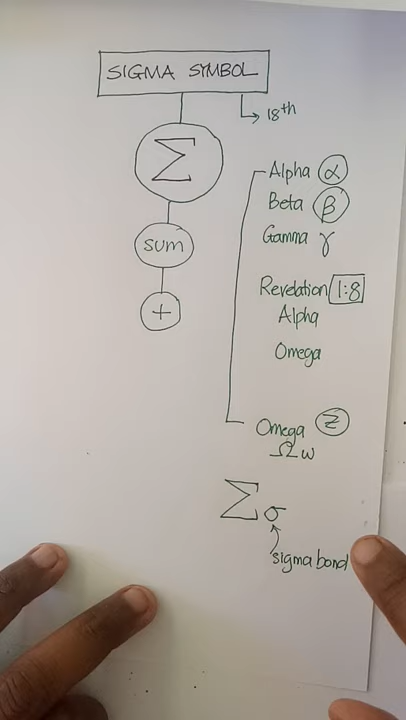 SIGMA SYMBOL
18th
Σ
sum
+
Alpha α
Beta β
Gamma γ
Revelation 1:8
Alpha
Omega
Omega Z
Ω ω
Σ σ
sigma bond